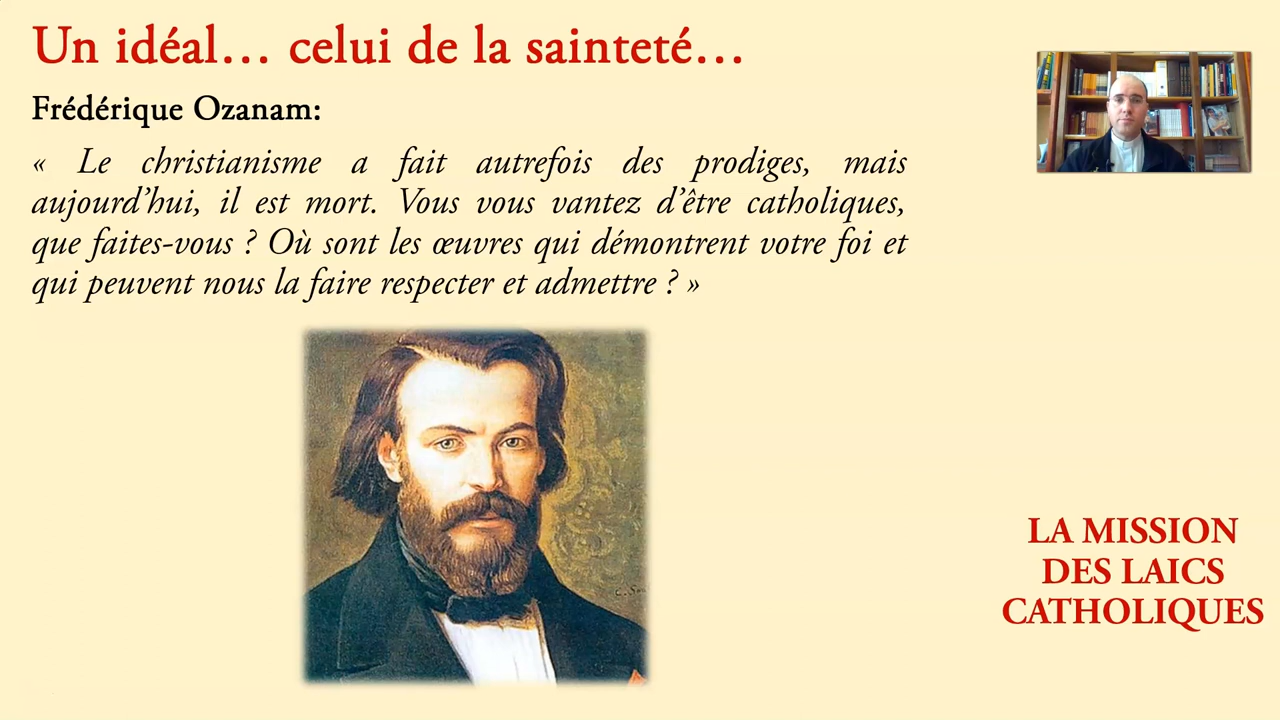 Un idéal… celui de la sainteté…
Frédérique Ozanam:
« Le christianisme a fait autrefois des prodiges, mais
aujourd’hui, il est mort. Vous vous vantez d’être catholiques,
que faites-vous ? Où sont les œuvres qui démontrent votre foi et
qui peuvent nous la faire respecter et admettre ? »
LA MISSION
DES LAICS
CATHOLIQUES